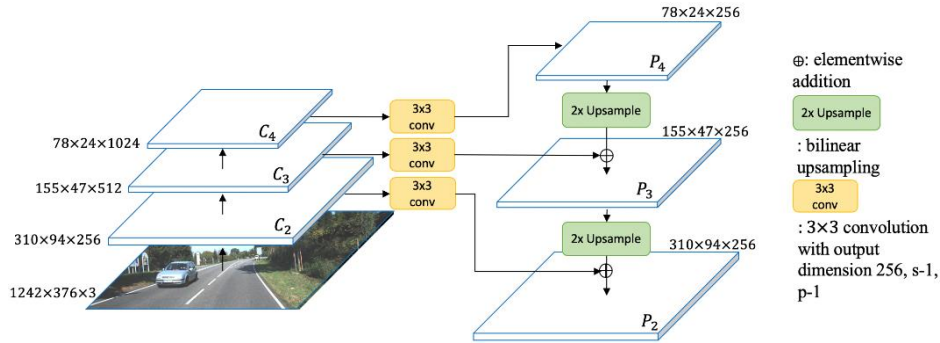 78×24×256
P4
2x Upsample
155×47×256
P3
2x Upsample
310×94×256
P2
C4
78×24×1024
C3
155×47×512
C2
310×94×256
1242×376×3
3x3
conv
3x3
conv
3x3
conv
⊕: elementwise
addition
2x Upsample
: bilinear
upsampling
3x3
conv
: 3×3 convolution
with output
dimension 256, s-1,
p-1